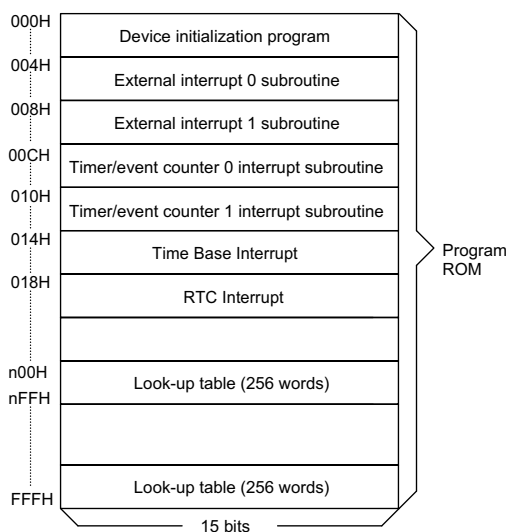 000H
Device initialization program
004H
External interrupt 0 subroutine
008H
External interrupt 1 subroutine
00CH
Timer/event counter 0 interrupt subroutine
010H
Timer/event counter 1 interrupt subroutine
014H
Time Base Interrupt
018H
RTC Interrupt
Program
ROM
n00H
Look-up table (256 words)
nFFH
Look-up table (256 words)
FFFH
15 bits